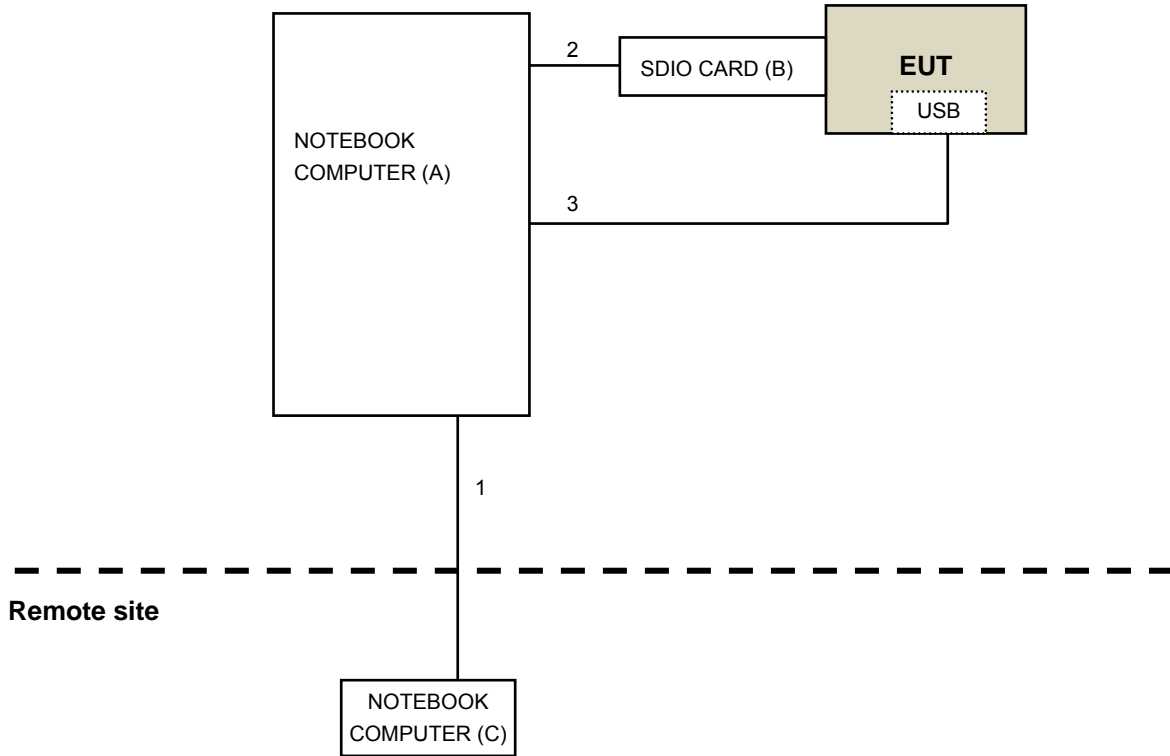 2
SDIO CARD (B)
EUT
USB
NOTEBOOK
COMPUTER (A)
3
1
Remote site
NOTEBOOK
COMPUTER (C)